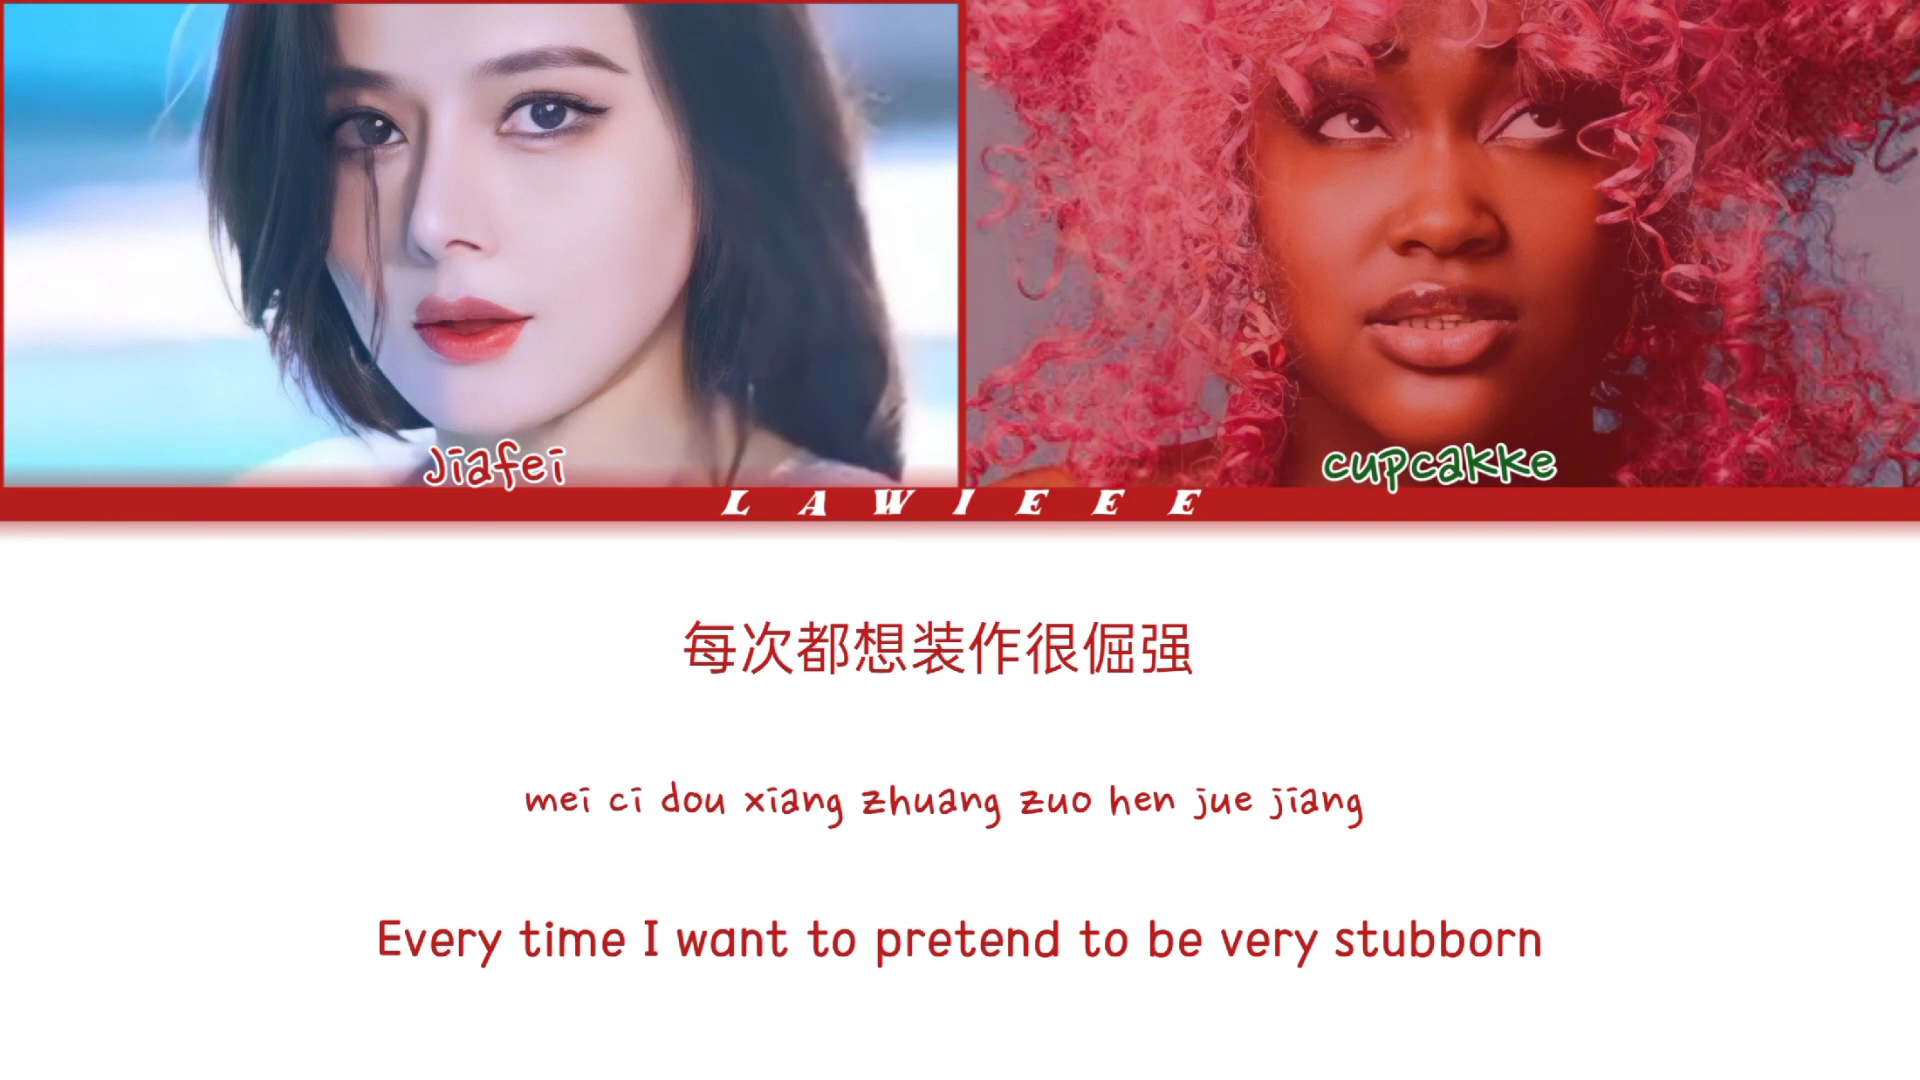 Jiafei
cupcakke
LAWIEEE
每次都想装作很倔强
mei ci dou xiang zhuang zuo hen jue jiang
Every time I want to pretend to be very stubborn